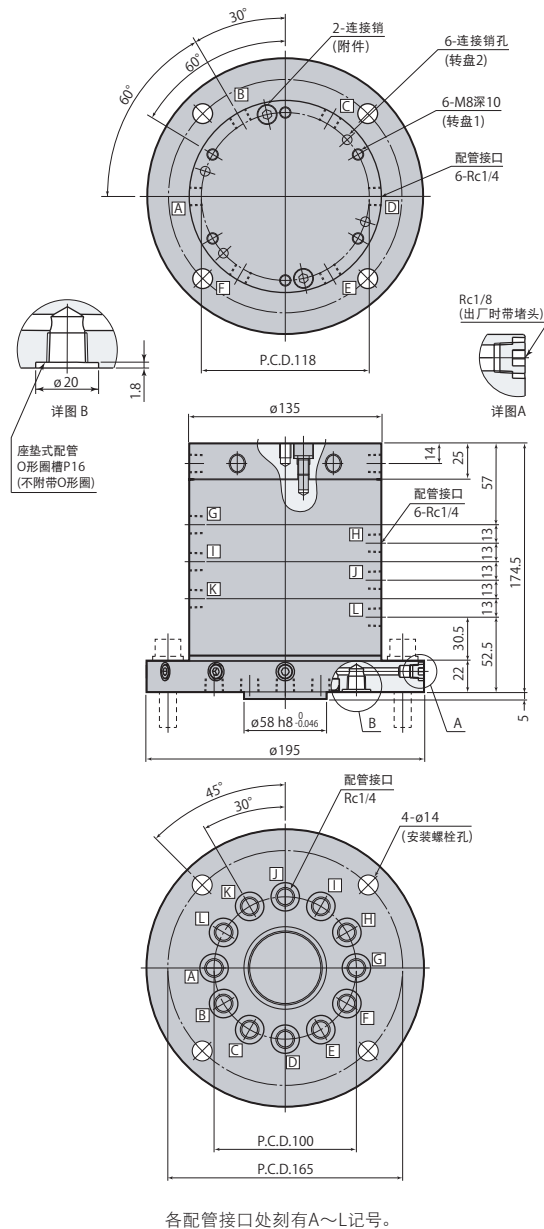 30°
60°
60°
2-连接销
(附件)
6-连接销孔
(转盘2)
6-M8深10
(转盘1)
配管接口
6-Rc1/4
B
C
A
D
F
E
P.C.D.118
ø20
1.8
详图 B
座垫式配管
O形圈槽P16
(不附带O形圈)
Rc1/8
(出厂时带堵头)
详图A
ø135
14
25
57
配管接口
6-Rc1/4
G
H
I
J
K
L
13
13
13
13
13
174.5
30.5
52.5
22
5
ø58 h8 0 -0.046
B
A
ø195
45°
30°
配管接口
Rc1/4
4-ø14
(安装螺栓孔)
J
K
I
L
H
A
G
B
F
C
E
D
P.C.D.100
P.C.D.165
各配管接口处刻有A～L记号。